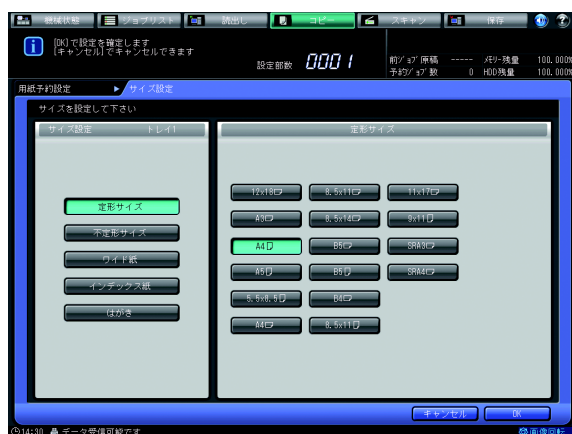 機械状態 ジョブリスト 読出し コピー スキャン 保存
[OK]で設定を確定します
[キャンセル]でキャンセルできます
設定部数 0001
前ジョブ原稿 ----- メモリ残量 100.000%
予約ジョブ数 0 HDD残量 100.000%
用紙予約設定 ▶ サイズ設定
サイズを設定して下さい
サイズ設定 トレイ1
定形サイズ
不定形サイズ
ワイド紙
インデックス紙
はがき
定形サイズ
12x18 8.5x11 11x17
A3 8.5x14 9x11
A4 B5 SRA3
A5 B5 SRA4
5.5x8.5 B4
A4 8.5x11
キャンセル OK
14:30 データ受信可能です 画像回転